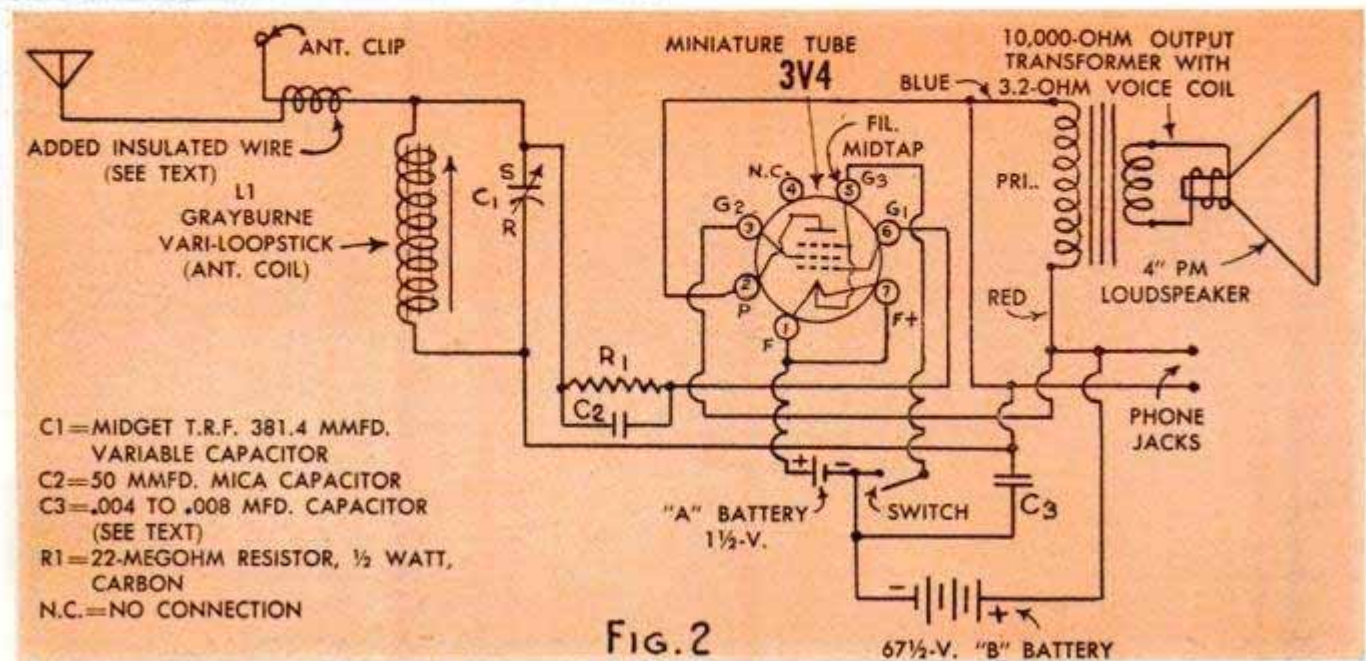 ANT. CLIP
ADDED INSULATED WIRE
(SEE TEXT)
L1
GRAYBURNE
VARI-LOOPSTICK
(ANT. COIL)
S
C1
R
MINIATURE TUBE
3V4
FIL.
MIDTAP
N.C.
4
5
G3
G2
3
G1
6
2
P
7
F+
1
F
BLUE
10,000-OHM OUTPUT
TRANSFORMER WITH
3.2-OHM VOICE COIL
PRI..
4" PM
LOUDSPEAKER
RED
PHONE
JACKS
R1
C2
+
-
"A" BATTERY
1½-V.
SWITCH
C3
-
+
67½-V. "B" BATTERY
C1=MIDGET T.R.F. 381.4 MMFD.
VARIABLE CAPACITOR
C2=50 MMFD. MICA CAPACITOR
C3=.004 TO .008 MFD. CAPACITOR
(SEE TEXT)
R1=22-MEGOHM RESISTOR, ½ WATT,
CARBON
N.C.=NO CONNECTION
FIG. 2